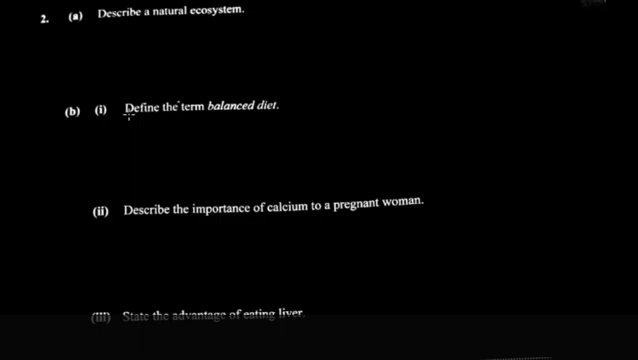 2. (a) Describe a natural ecosystem.
(b) (i) Define the term balanced diet.
(ii) Describe the importance of calcium to a pregnant woman.
(iii) State the advantage of eating liver.